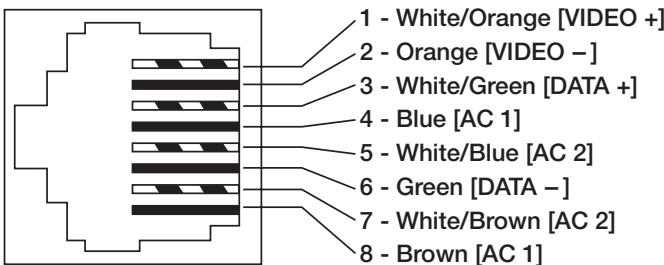 1 - White/Orange [VIDEO +]
2 - Orange [VIDEO −]
3 - White/Green [DATA +]
4 - Blue [AC 1]
5 - White/Blue [AC 2]
6 - Green [DATA −]
7 - White/Brown [AC 2]
8 - Brown [AC 1]